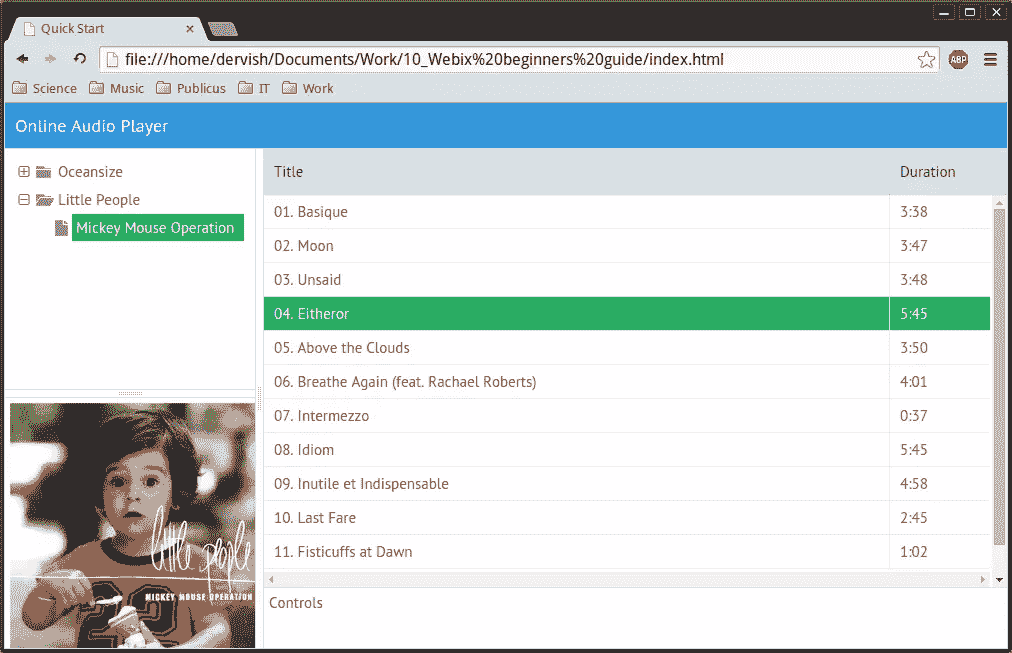 Quick Start
file:///home/dervish/Documents/Work/10_Webix%20beginners%20guide/index.html
ABP
Science Music Publicus IT Work
Online Audio Player
Oceansize
Little People
Mickey Mouse Operation
Title Duration
01. Basique 3:38
02. Moon 3:47
03. Unsaid 3:48
04. Eitheror 5:45
05. Above the Clouds 3:50
06. Breathe Again (feat. Rachael Roberts) 4:01
07. Intermezzo 0:37
08. Idiom 5:45
09. Inutile et Indispensable 4:58
10. Last Fare 2:45
11. Fisticuffs at Dawn 1:02
little people
MICKEY MOUSE OPERATION
Controls